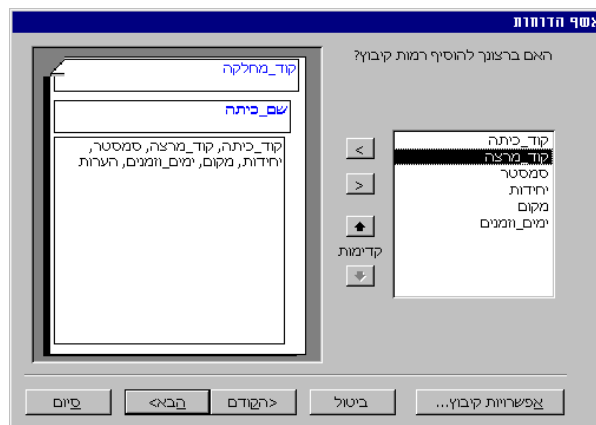 אשף הדוחות
האם ברצונך להוסיף רמות קיבוץ?
קוד_כיתה
קוד_מרצה
סמסטר
יחידות
מקום
ימים_וזמנים
>
<
קדימות
קוד_מחלקה
שם_כיתה
קוד_כיתה, קוד_מרצה, סמסטר,
יחידות, מקום, ימים_וזמנים, הערות
אפשרויות קיבוץ...
ביטול
<הקודם
הבא>
סיום